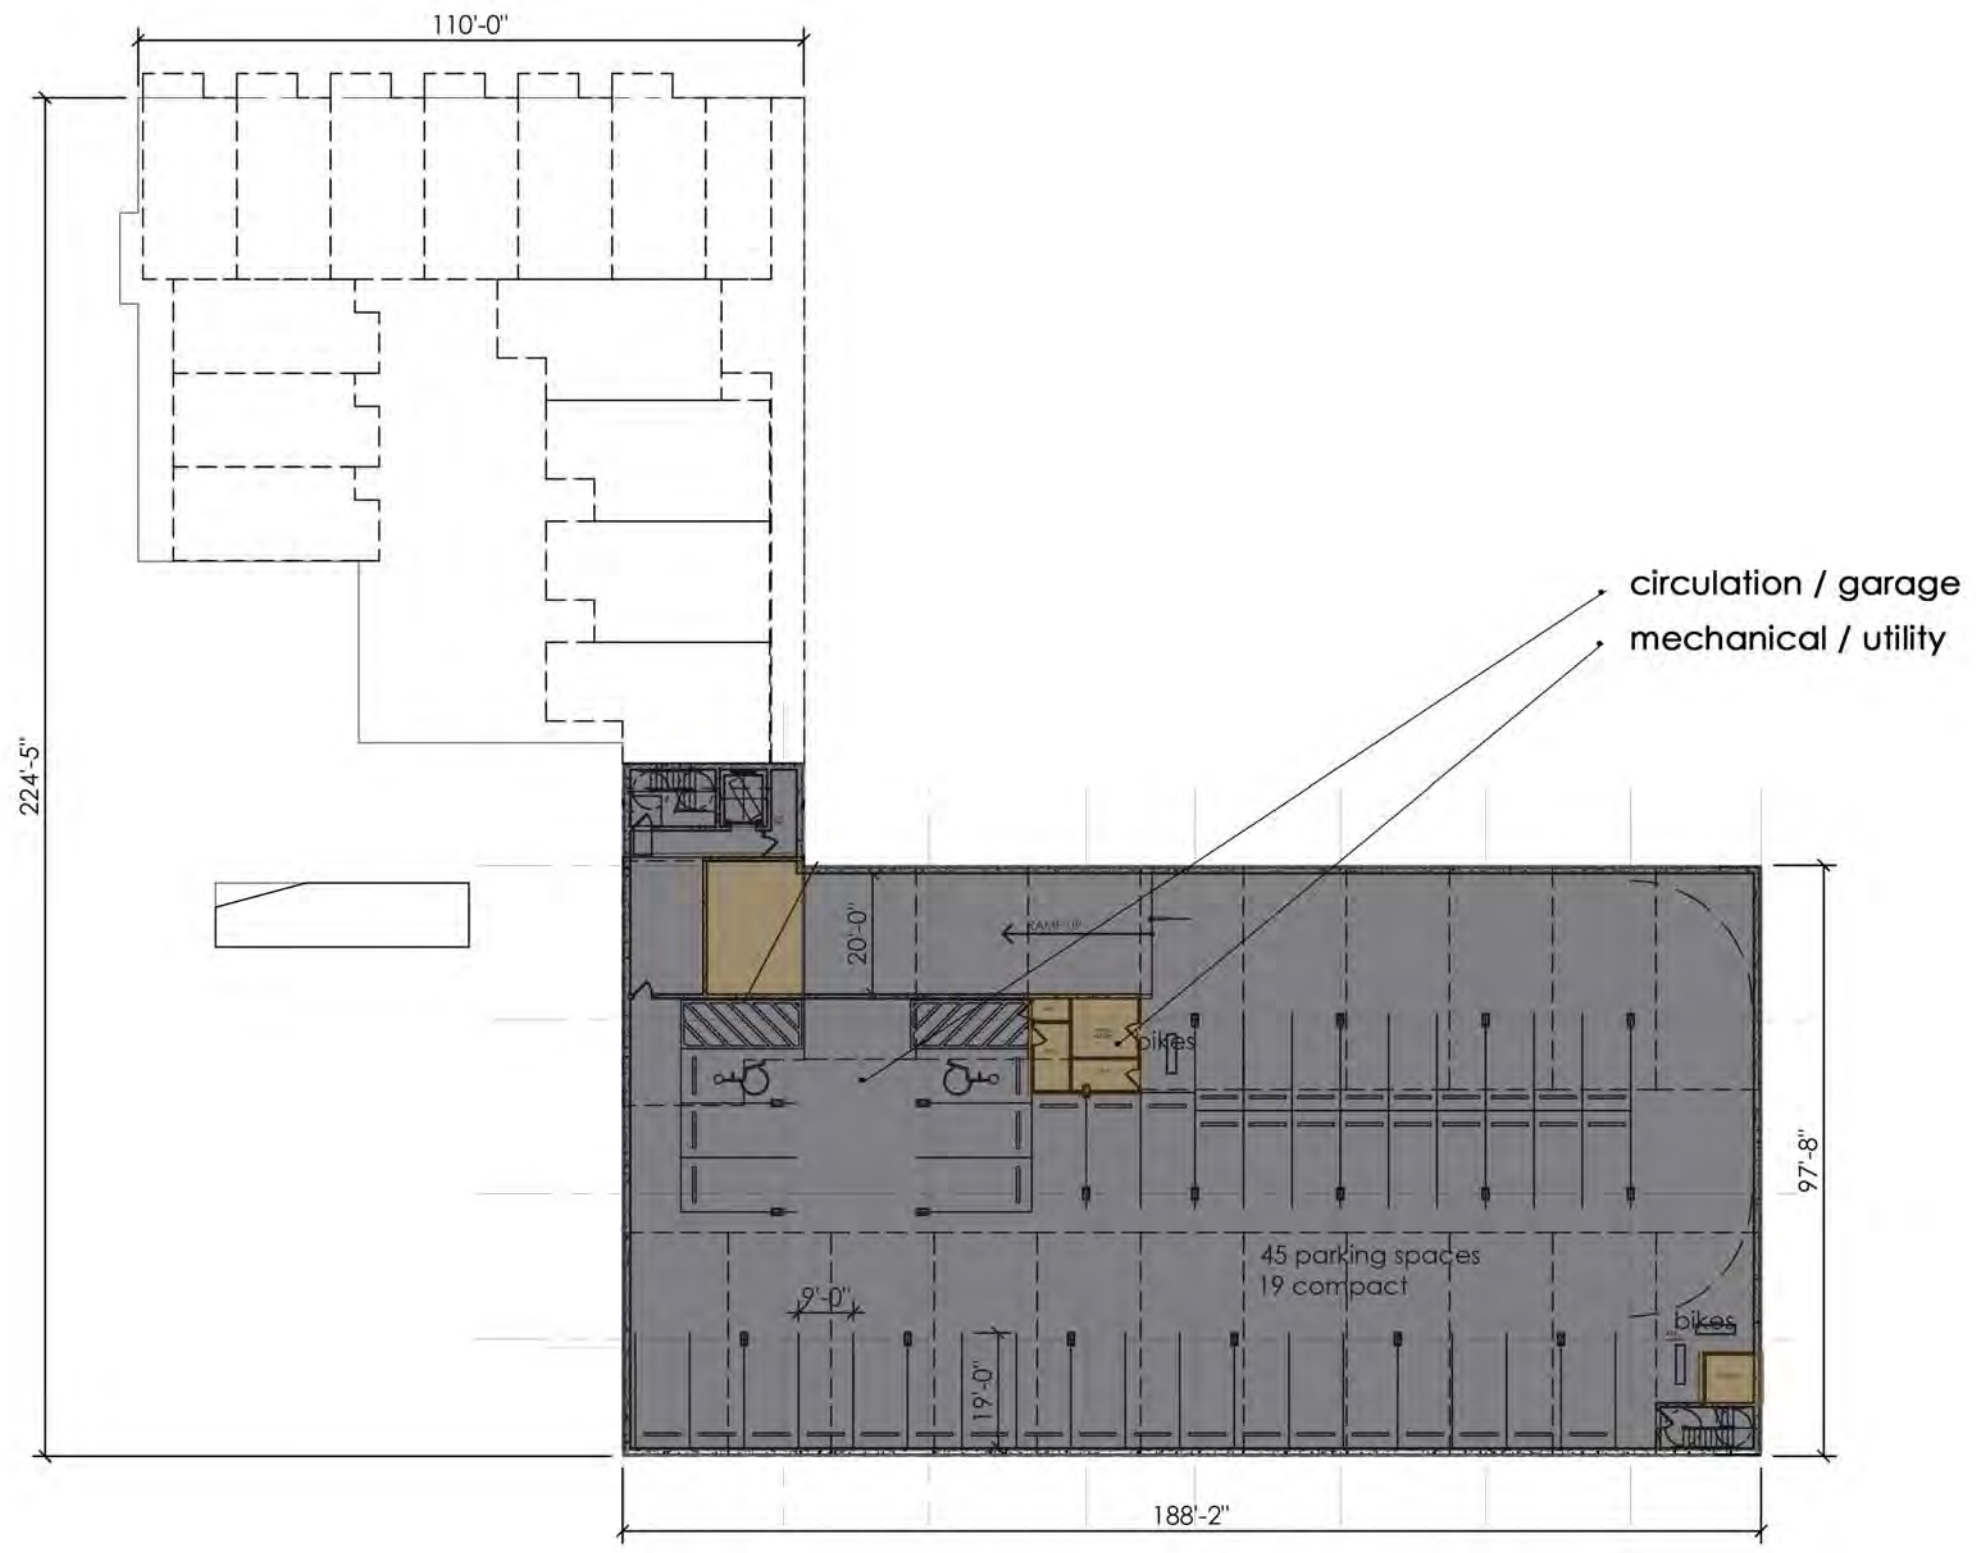 110'-0"
circulation / garage
mechanical / utility
224'-5"
20'-0"
RAMP UP
bikes
97'-8"
45 parking spaces
19 compact
9'-0"
bikes
19'-0"
188'-2"